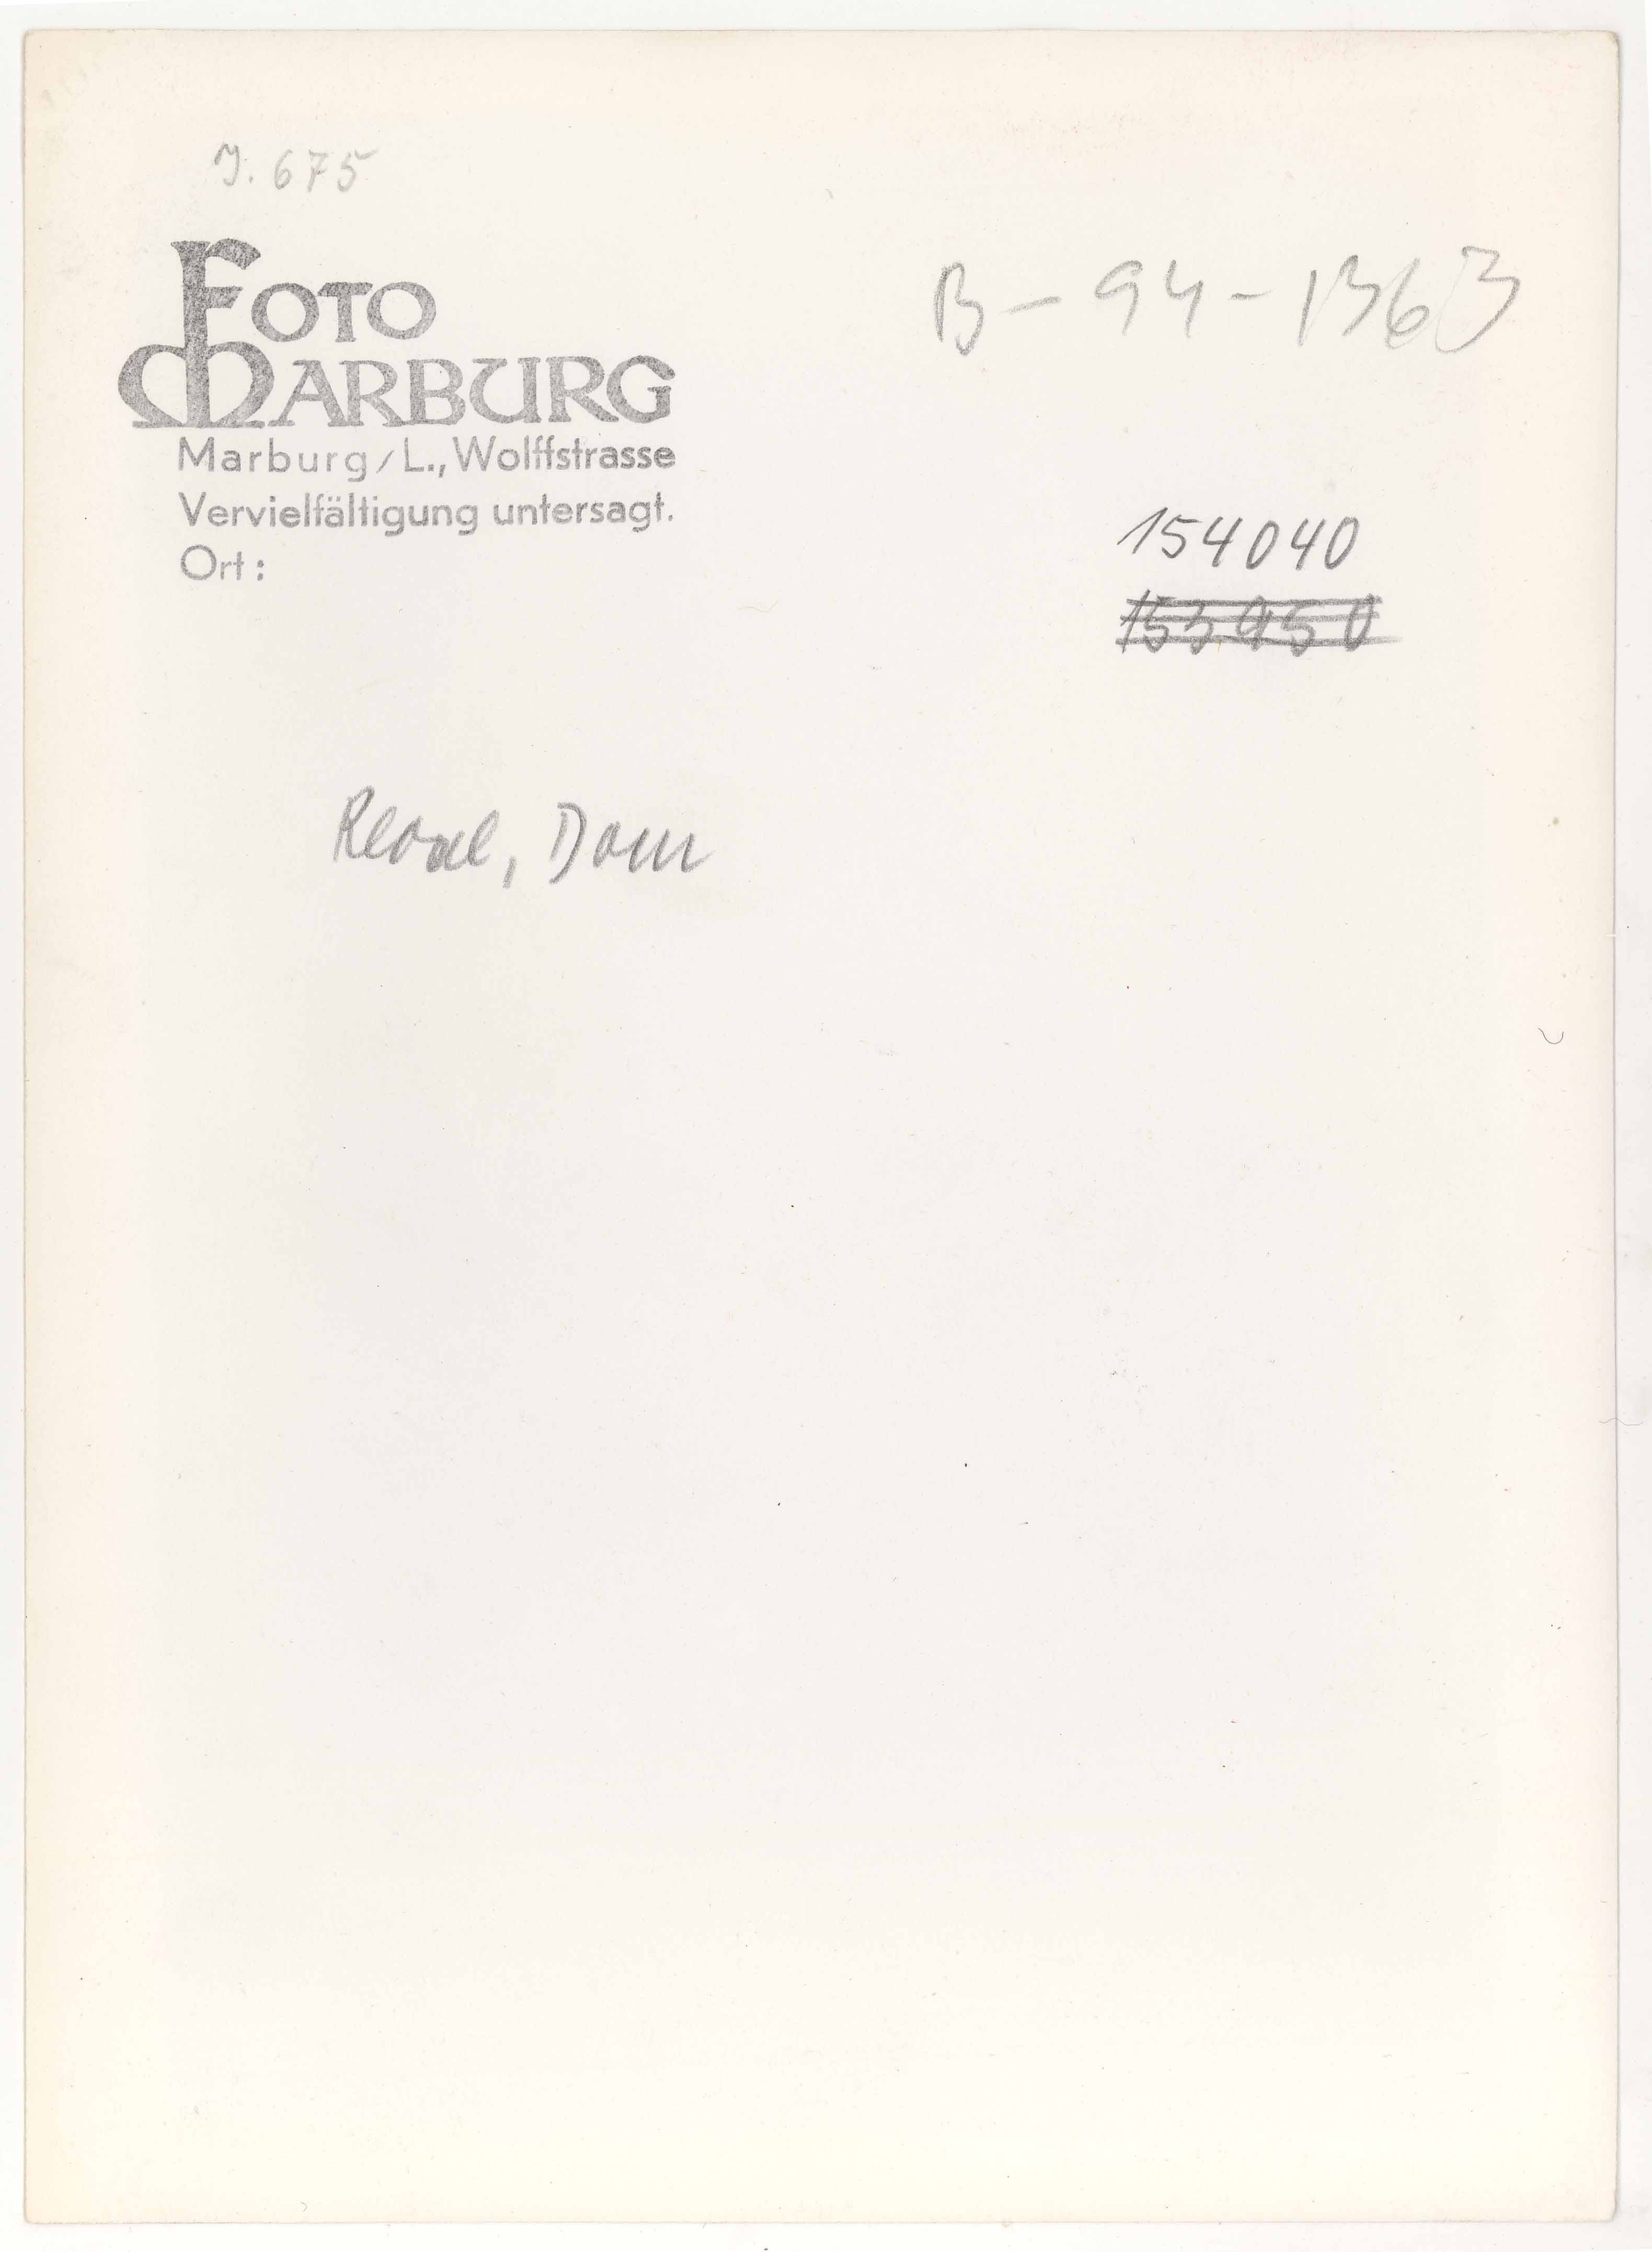 J. 675
FOTO
MARBURG
Marburg/L., Wolffstrasse
Vervielfältigung untersagt.
Ort:
B-94-1363
154040
153950
Reval, Dom